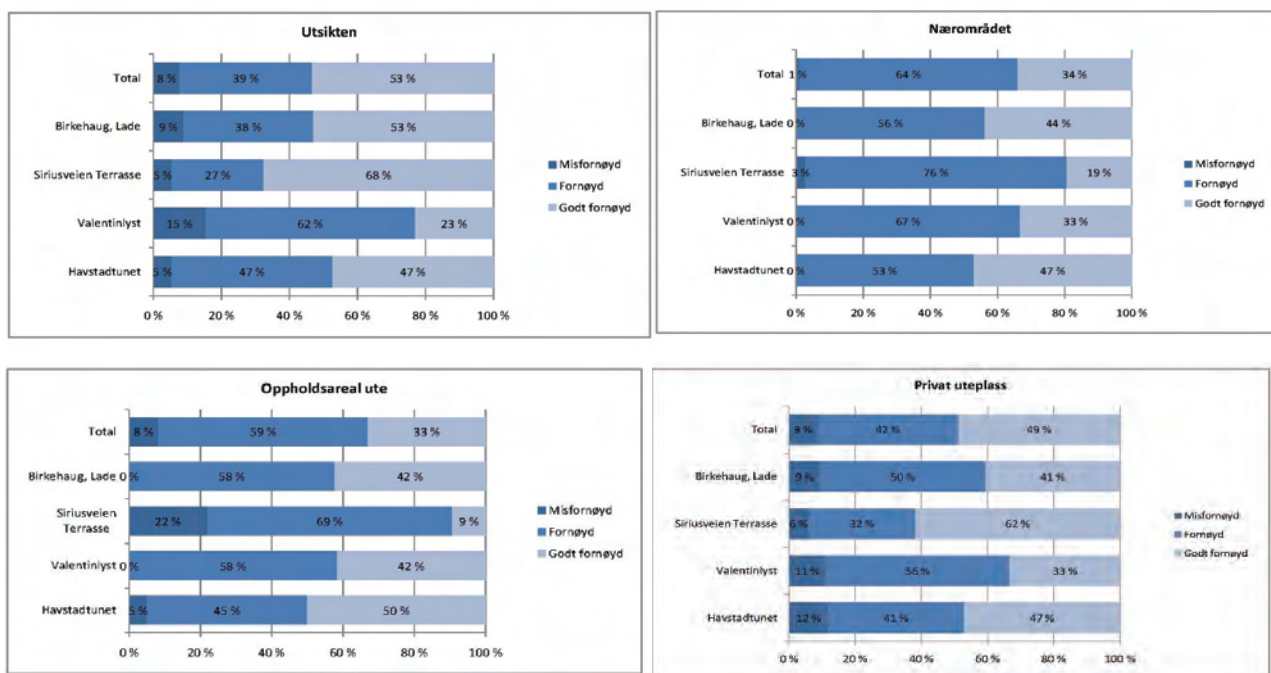 Utsikten
Total
8 %
39 %
53 %
Birkehaug, Lade
9 %
38 %
53 %
Siriusveien Terrasse
5 %
27 %
68 %
Valentinlyst
15 %
62 %
23 %
Havstadtunet
5 %
47 %
47 %
0 % 20 % 40 % 60 % 80 % 100 %
Misfornøyd
Fornøyd
Godt fornøyd
Nærområdet
Total
1 %
64 %
34 %
Birkehaug, Lade
0 %
56 %
44 %
Siriusveien Terrasse
3 %
76 %
19 %
Valentinlyst
0 %
67 %
33 %
Havstadtunet
0 %
53 %
47 %
0 % 20 % 40 % 60 % 80 % 100 %
Misfornøyd
Fornøyd
Godt fornøyd
Oppholdsareal ute
Total
8 %
59 %
33 %
Birkehaug, Lade
0 %
58 %
42 %
Siriusveien
Terrasse
22 %
69 %
9 %
Valentinlyst
0 %
58 %
42 %
Havstadtunet
5 %
45 %
50 %
0 % 20 % 40 % 60 % 80 % 100 %
Misfornøyd
Fornøyd
Godt fornøyd
Privat uteplass
Total
9 %
42 %
49 %
Birkehaug, Lade
9 %
50 %
41 %
Siriusveien Terrasse
6 %
32 %
62 %
Valentinlyst
11 %
56 %
33 %
Havstadtunet
12 %
41 %
47 %
0 % 20 % 40 % 60 % 80 % 100 %
Misfornøyd
Fornøyd
Godt fornøyd